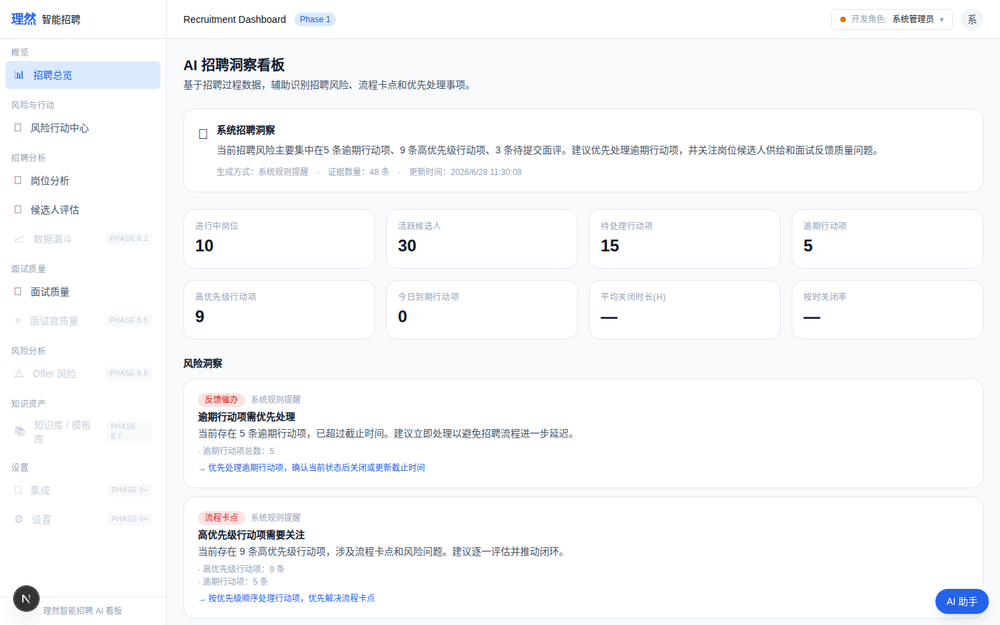 理然 智能招聘
Recruitment Dashboard Phase 1
开发角色: 系统管理员 ▾
系
概览
招聘总览
风险与行动
风险行动中心
招聘分析
岗位分析
候选人评估
数据漏斗 PHASE 8.2
面试质量
面试质量
面试官质量 PHASE 8.5
风险分析
Offer 风险 PHASE 8.6
知识资产
知识库 / 模板库 PHASE 8.7
设置
集成 PHASE 9+
设置 PHASE 9+
理然智能招聘 AI 看板
AI 招聘洞察看板
基于招聘过程数据，辅助识别招聘风险、流程卡点和优先处理事项。
系统招聘洞察
当前招聘风险主要集中在5 条逾期行动项、9 条高优先级行动项、3 条待提交面评。建议优先处理逾期行动项，并关注岗位候选人供给和面试反馈质量问题。
生成方式：系统规则提醒 · 证据数量：48 条 · 更新时间：2026/6/28 11:30:08
进行中岗位
10
活跃候选人
30
待处理行动项
15
逾期行动项
5
高优先级行动项
9
今日到期行动项
0
平均关闭时长(H)
—
按时关闭率
—
风险洞察
反馈催办 系统规则提醒
逾期行动项需优先处理
当前存在 5 条逾期行动项，已超过截止时间。建议立即处理以避免招聘流程进一步延迟。
· 逾期行动项总数：5
→ 优先处理逾期行动项，确认当前状态后关闭或更新截止时间
流程卡点 系统规则提醒
高优先级行动项需要关注
当前存在 9 条高优先级行动项，涉及流程卡点和风险问题。建议逐一评估并推动闭环。
· 高优先级行动项：9 条
· 逾期行动项：5 条
→ 按优先级顺序处理行动项，优先解决流程卡点
AI 助手